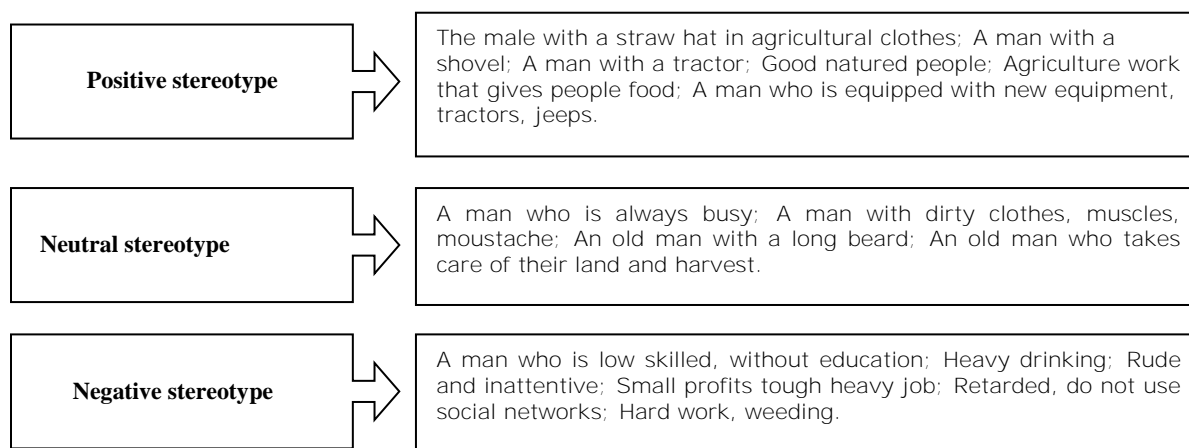 Positive stereotype
The male with a straw hat in agricultural clothes; A man with a
shovel; A man with a tractor; Good natured people; Agriculture work
that gives people food; A man who is equipped with new equipment,
tractors, jeeps.
Neutral stereotype
A man who is always busy; A man with dirty clothes, muscles,
moustache; An old man with a long beard; An old man who takes
care of their land and harvest.
Negative stereotype
A man who is low skilled, without education; Heavy drinking; Rude
and inattentive; Small profits tough heavy job; Retarded, do not use
social networks; Hard work, weeding.